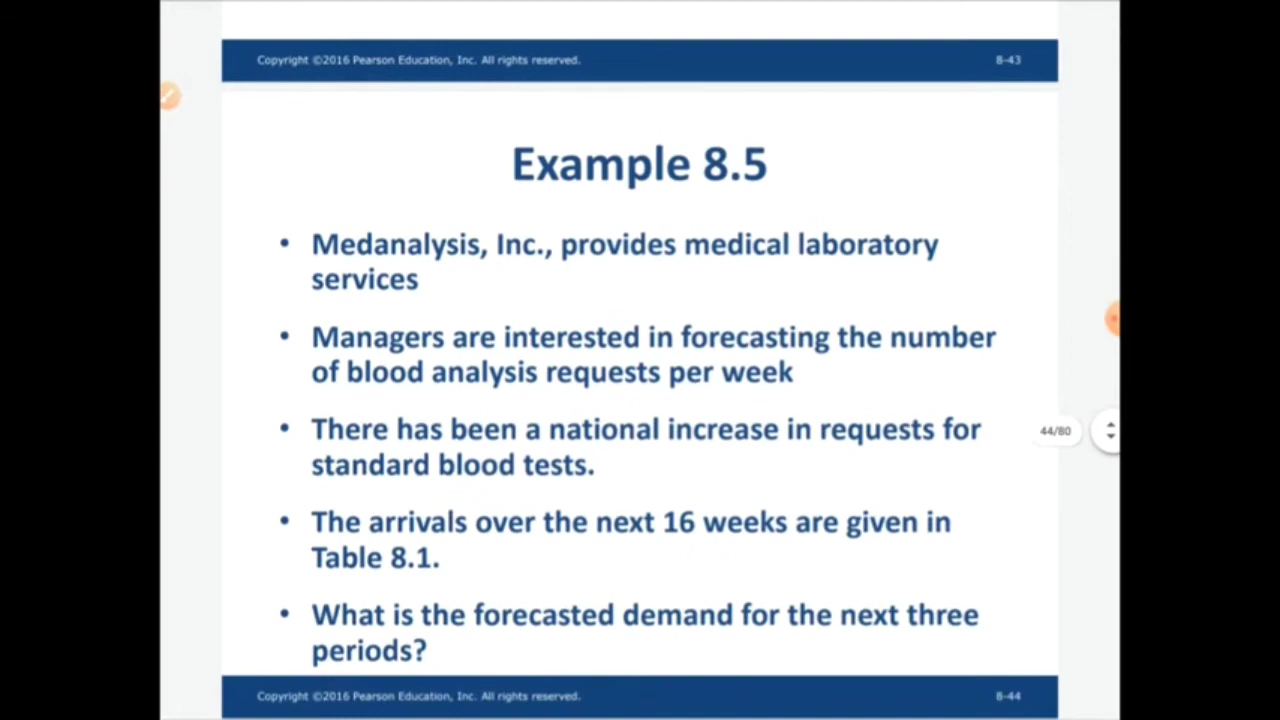 Copyright ©2016 Pearson Education, Inc. All rights reserved. 8-43
Example 8.5
• Medanalysis, Inc., provides medical laboratory
services
• Managers are interested in forecasting the number
of blood analysis requests per week
• There has been a national increase in requests for
standard blood tests.
44/80
• The arrivals over the next 16 weeks are given in
Table 8.1.
• What is the forecasted demand for the next three
periods?
Copyright ©2016 Pearson Education, Inc. All rights reserved. 8-44